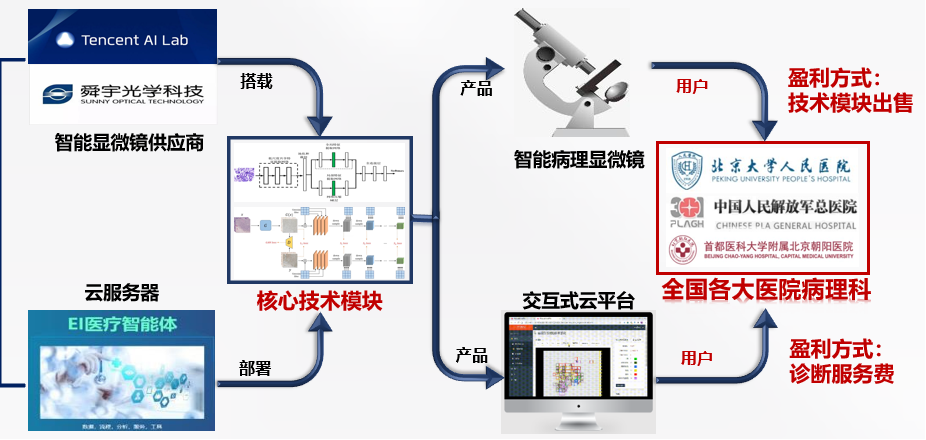 Tencent AI Lab
舜宇光学科技
SUNNY OPTICAL TECHNOLOGY
智能显微镜供应商
搭载
核心技术模块
云服务器
EI医疗智能体
数据、流程、分析、服务、工具
部署
产品
智能病理显微镜
产品
交互式云平台
用户
盈利方式：
技术模块出售
北京大学人民医院
PEKING UNIVERSITY PEOPLE'S HOSPITAL
301
PLAGH
中国人民解放军总医院
CHINESE PLA GENERAL HOSPITAL
首都医科大学附属北京朝阳医院
BEIJING CHAO-YANG HOSPITAL, CAPITAL MEDICAL UNIVERSITY
全国各大医院病理科
用户
盈利方式：
诊断服务费